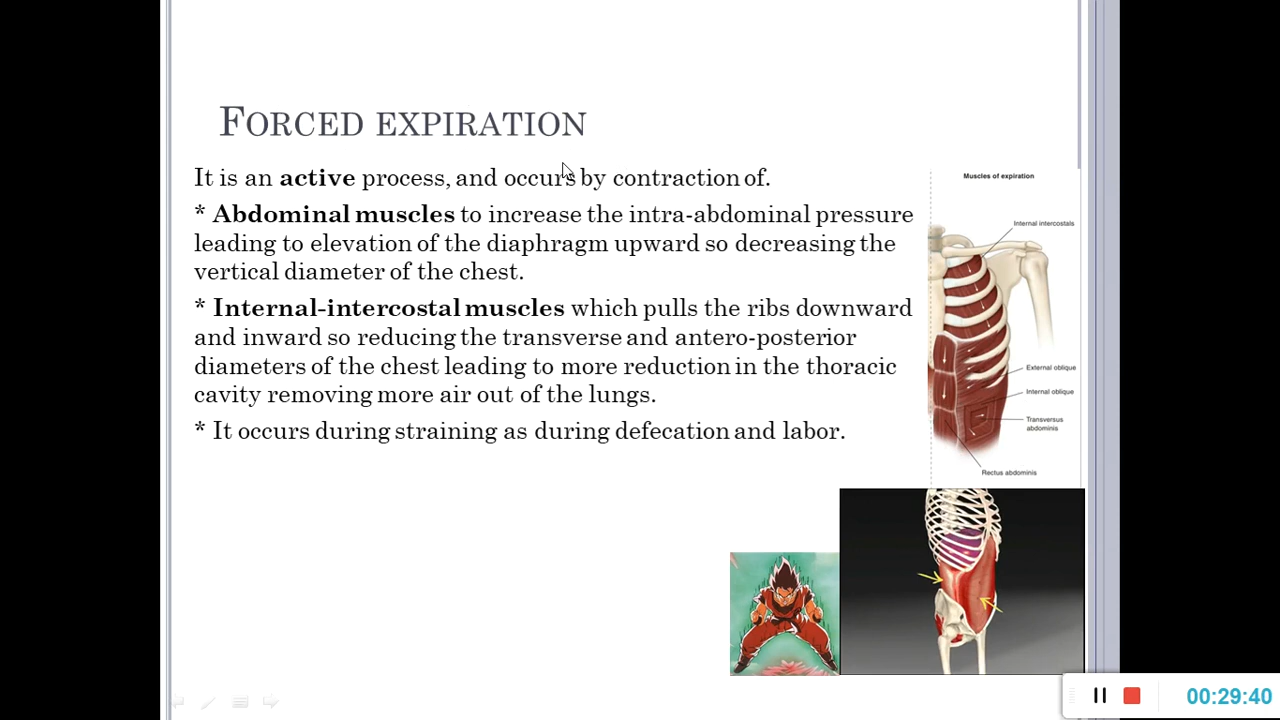 FORCED EXPIRATION
It is an active process, and occurs by contraction of.
* Abdominal muscles to increase the intra-abdominal pressure
leading to elevation of the diaphragm upward so decreasing the
vertical diameter of the chest.
* Internal-intercostal muscles which pulls the ribs downward
and inward so reducing the transverse and antero-posterior
diameters of the chest leading to more reduction in the thoracic
cavity removing more air out of the lungs.
* It occurs during straining as during defecation and labor.
Muscles of expiration
Internal intercostals
External oblique
Internal oblique
Transversus
abdominis
Rectus abdominis
00:29:40